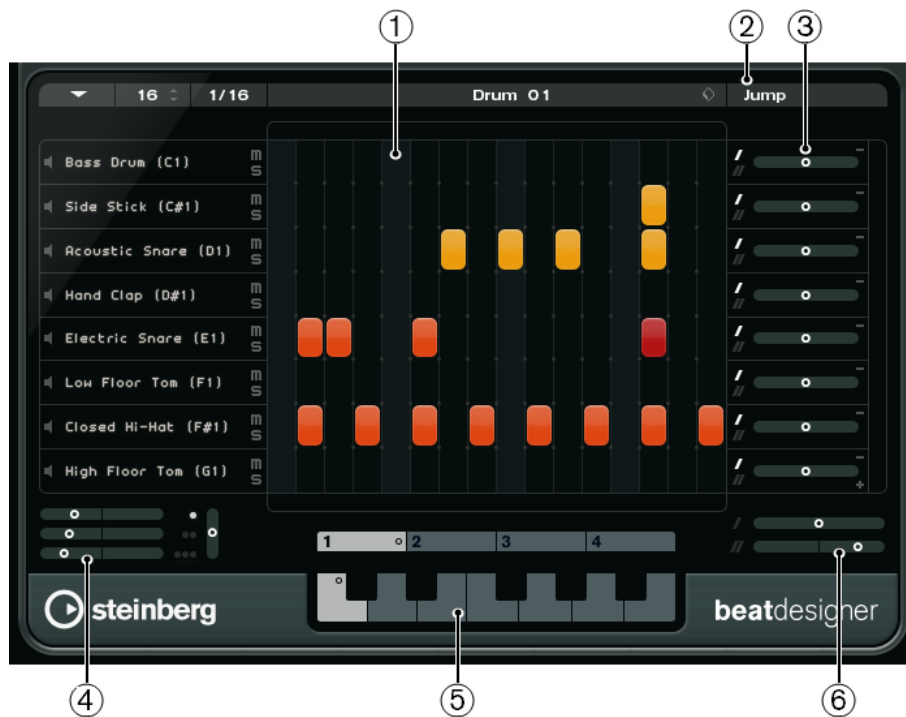 ① ② ③
16 1/16 Drum 01 Jump
Bass Drum (C1) m s
Side Stick (C#1) m s
Acoustic Snare (D1) m s
Hand Clap (D#1) m s
Electric Snare (E1) m s
Low Floor Tom (F1) m s
Closed Hi-Hat (F#1) m s
High Floor Tom (G1) m s
1 2 3 4
steinberg beatdesigner
④ ⑤ ⑥